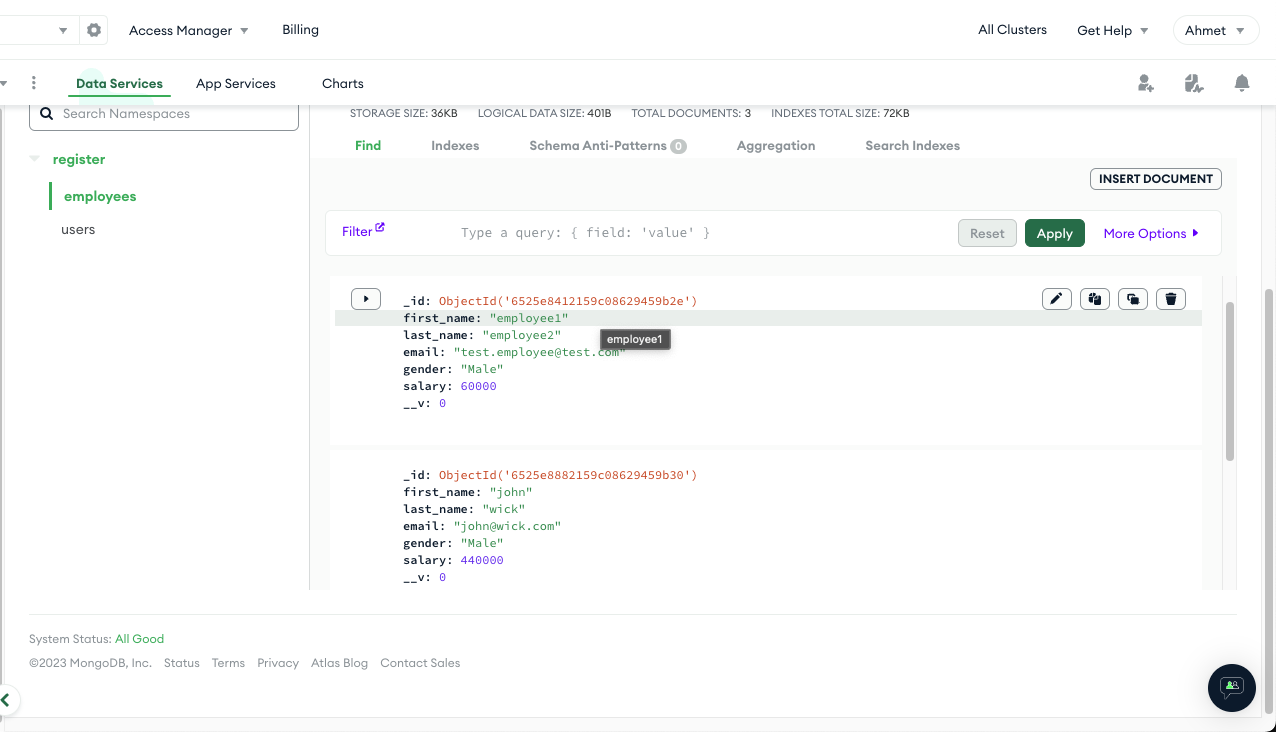 Access Manager
Billing
All Clusters
Get Help
Ahmet
Data Services
App Services
Charts
Search Namespaces
register
employees
users
STORAGE SIZE: 36KB LOGICAL DATA SIZE: 401B TOTAL DOCUMENTS: 3 INDEXES TOTAL SIZE: 72KB
Find Indexes Schema Anti-Patterns 0 Aggregation Search Indexes
INSERT DOCUMENT
Filter Type a query: { field: 'value' } Reset Apply More Options
_id: ObjectId('6525e8412159c08629459b2e')
first_name: "employee1"
last_name: "employee2"
employee1
email: "test.employee@test.com"
gender: "Male"
salary: 60000
__v: 0
_id: ObjectId('6525e8882159c08629459b30')
first_name: "john"
last_name: "wick"
email: "john@wick.com"
gender: "Male"
salary: 440000
__v: 0
System Status: All Good
©2023 MongoDB, Inc. Status Terms Privacy Atlas Blog Contact Sales